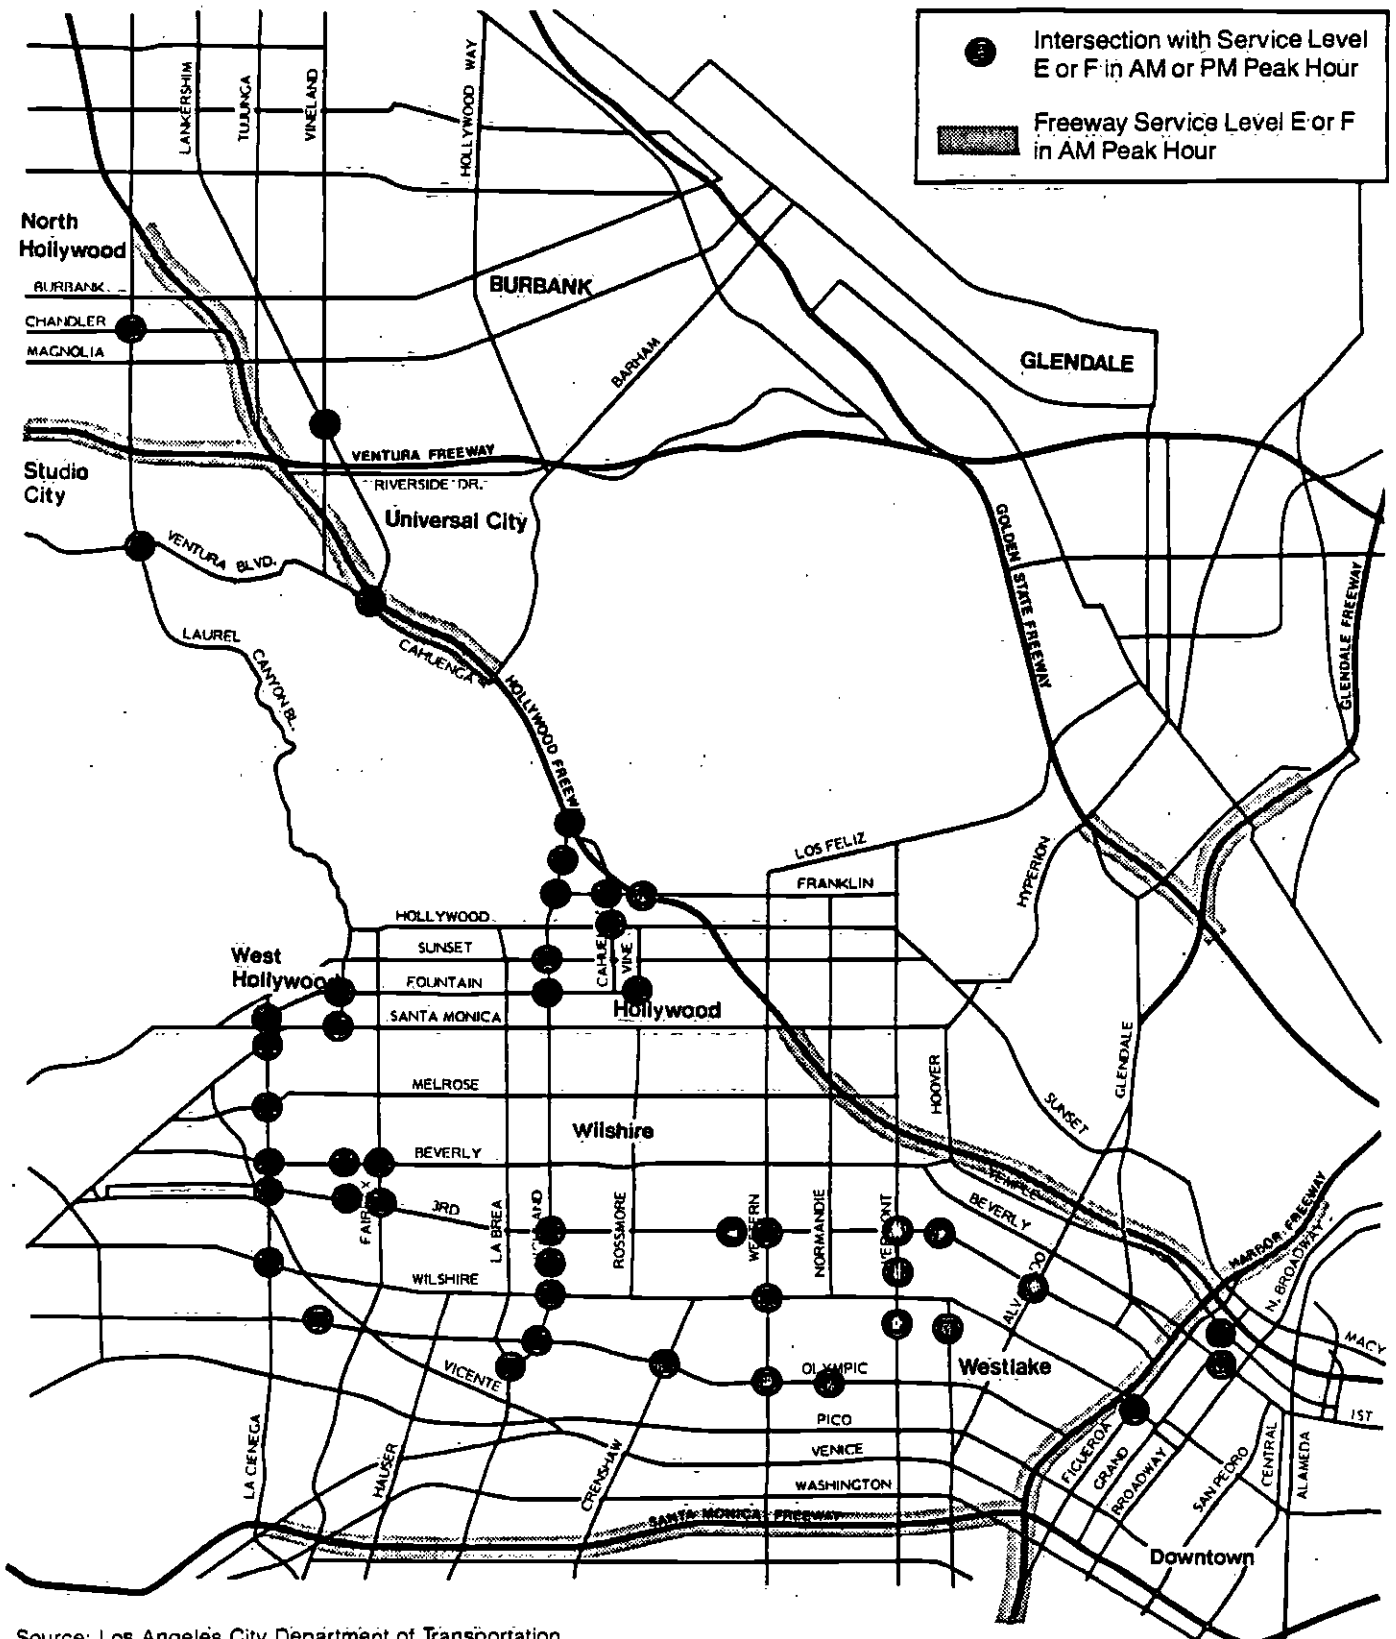 Intersection with Service Level
E or F in AM or PM Peak Hour
Freeway Service Level E or F
in AM Peak Hour
LANKERSHIM
TUJUNGA
VINELAND
HOLLYWOOD WAY
North
Hollywood
BURBANK
BURBANK
CHANDLER
MAGNOLIA
BARHAM
GLENDALE
VENTURA FREEWAY
Studio
City
RIVERSIDE DR.
Universal City
VENTURA BLVD.
GOLDEN STATE FREEWAY
GLENDALE FREEWAY
LAUREL
CANYON BL.
CAHUENGA
HOLLYWOOD FREEW
LOS FELIZ
HYPERION
FRANKLIN
HOLLYWOOD
SUNSET
CAHUE
VINE
West
Hollywood
FOUNTAIN
Hollywood
SANTA MONICA
GLENDALE
HOOVER
MELROSE
SUNSET
Wilshire
BEVERLY
TEMPLE
BEVERLY
3RD
LA BREA
ROSSMORE
NORMANDIE
HARBOR FREEWAY
N. BROADWAY
WILSHIRE
MACY
VICENTE
OLYMPIC
Westlake
PICO
1ST
VENICE
LA CIENEGA
HAUSER
CRENSHAW
FIGUEROA
GRAND
BROADWAY
SAN PEDRO
CENTRAL
ALAMEDA
WASHINGTON
SANTA MONICA FREEWAY
Downtown
Source: Los Angeles City Department of Transportation